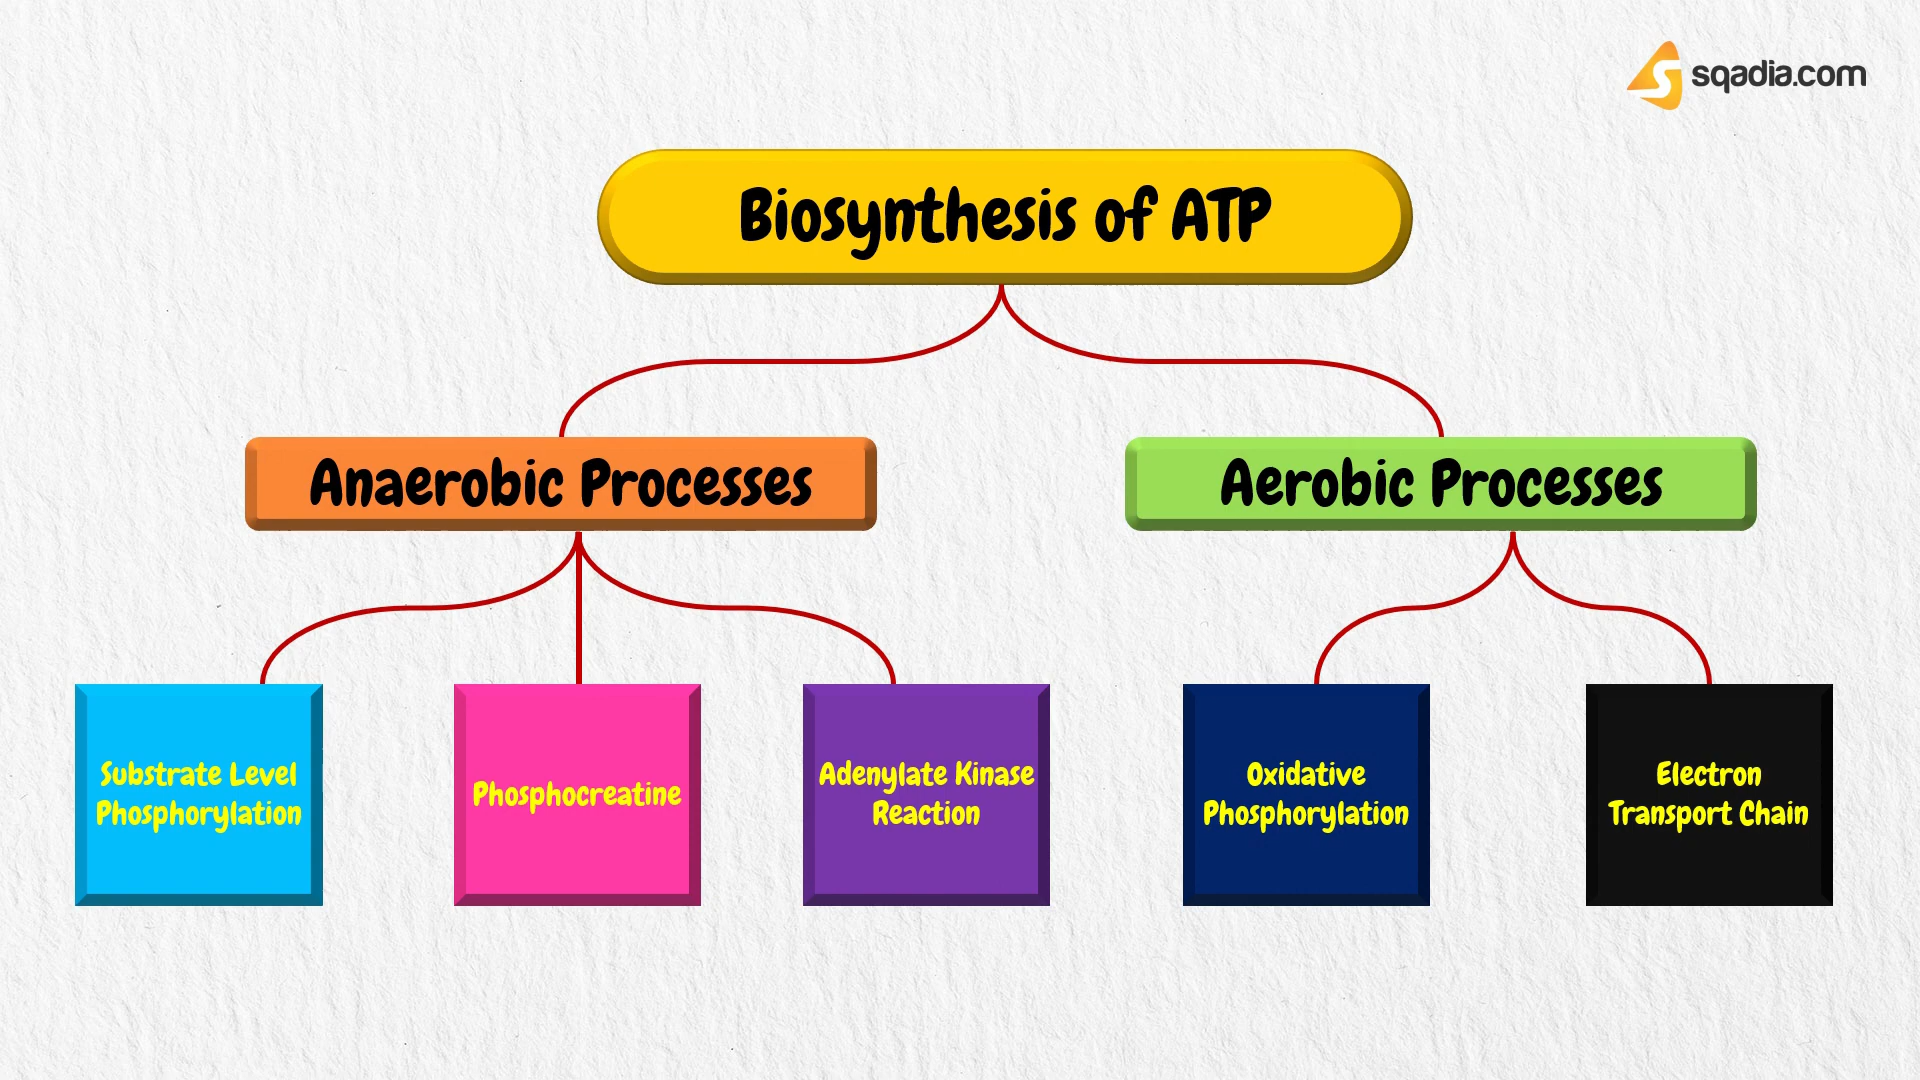 sqadia.com
Biosynthesis of ATP
Anaerobic Processes
Aerobic Processes
Substrate Level
Phosphorylation
Phosphocreatine
Adenylate Kinase
Reaction
Oxidative
Phosphorylation
Electron
Transport Chain